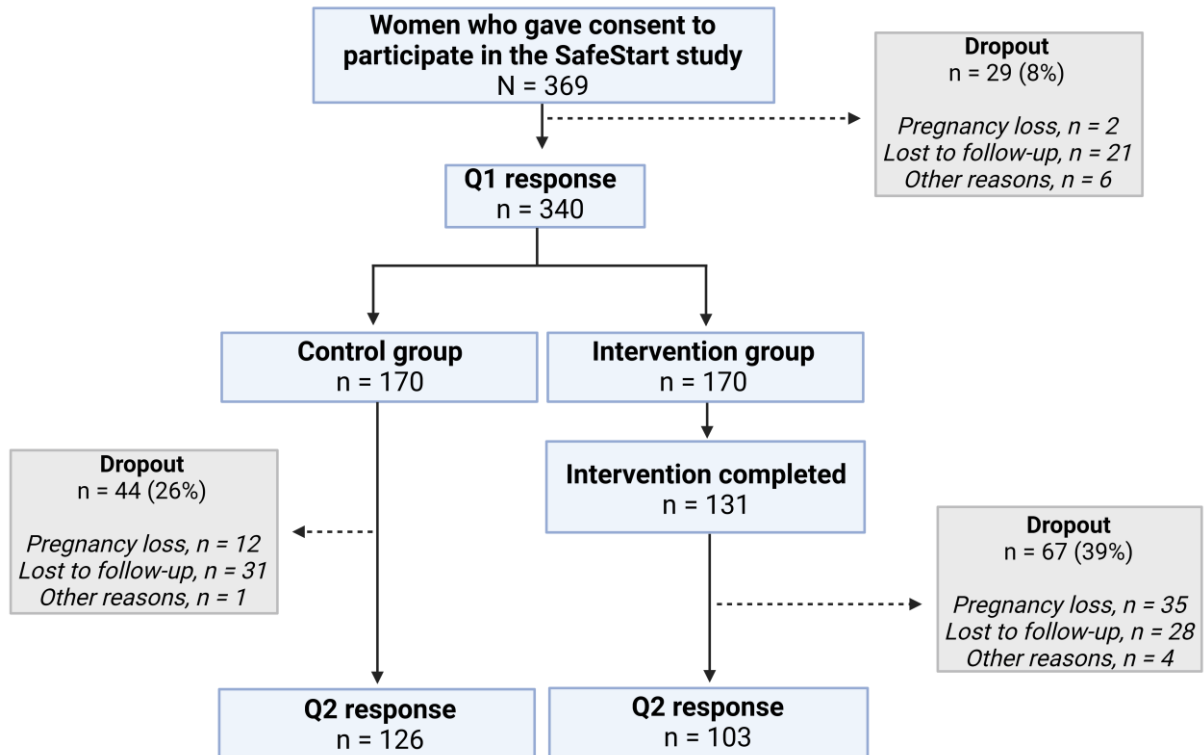 Women who gave consent to
participate in the SafeStart study
N = 369
Dropout
n = 29 (8%)
Pregnancy loss, n = 2
Lost to follow-up, n = 21
Other reasons, n = 6
Q1 response
n = 340
Control group
n = 170
Intervention group
n = 170
Intervention completed
n = 131
Dropout
n = 44 (26%)
Pregnancy loss, n = 12
Lost to follow-up, n = 31
Other reasons, n = 1
Dropout
n = 67 (39%)
Pregnancy loss, n = 35
Lost to follow-up, n = 28
Other reasons, n = 4
Q2 response
n = 126
Q2 response
n = 103